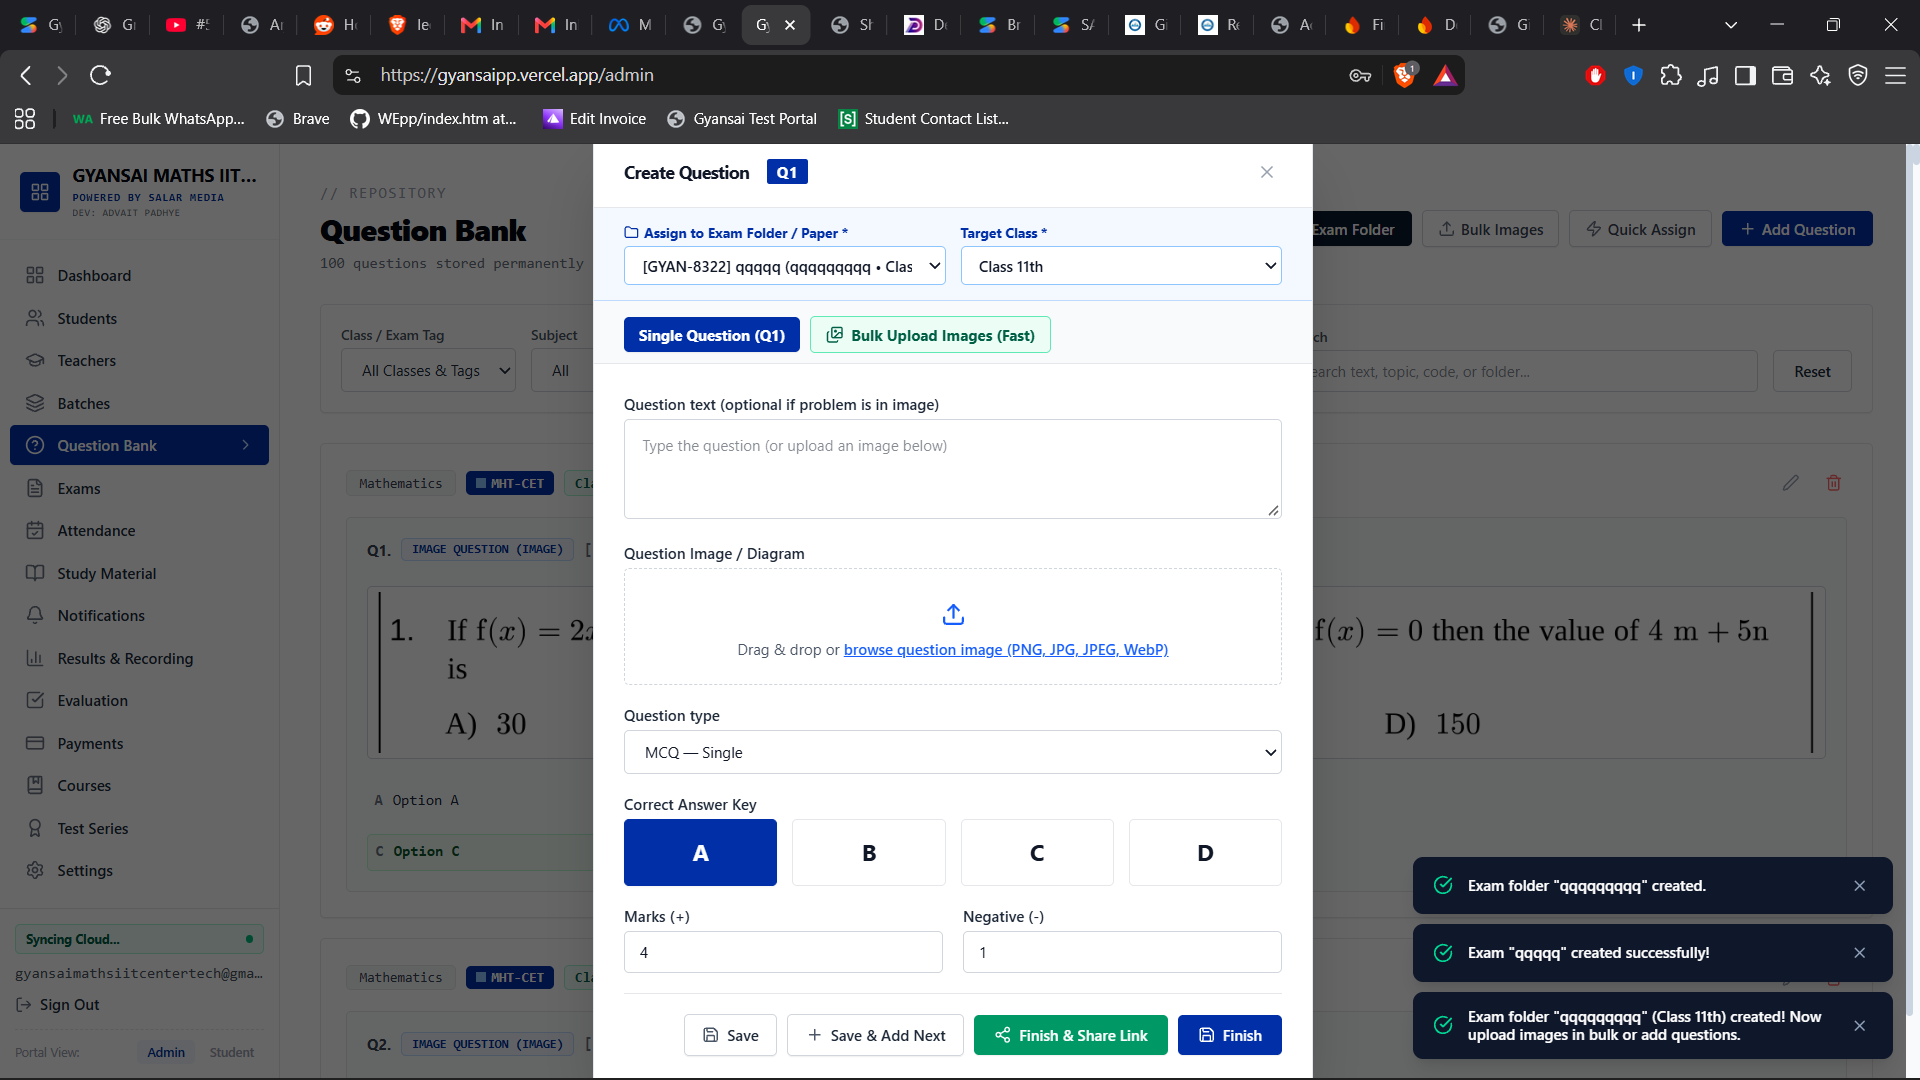 https://gyansaipp.vercel.app/admin
Free Bulk WhatsApp...
Brave
WEpp/index.htm at...
Edit Invoice
Gyansai Test Portal
Student Contact List...
GYANSAI MATHS IIT...
POWERED BY SALAR MEDIA
DEV: ADVAIT PADHYE
Dashboard
Students
Teachers
Batches
Question Bank
Exams
Attendance
Study Material
Notifications
Results & Recording
Evaluation
Payments
Courses
Test Series
Settings
Syncing Cloud...
gyansaimathsiitcentertech@gma...
Sign Out
Portal View:
Admin
Student
// REPOSITORY
Question Bank
100 questions stored permanently
Exam Folder
Bulk Images
Quick Assign
+ Add Question
Class / Exam Tag
Subject
All Classes & Tags
All
Reset
Mathematics
MHT-CET
Q1.
IMAGE QUESTION (IMAGE)
1. If f(x) = 2x
f(x) = 0 then the value of 4 m + 5n
is
A) 30
D) 150
A Option A
C Option C
Mathematics
MHT-CET
Q2.
IMAGE QUESTION (IMAGE)
Create Question
Q1
Assign to Exam Folder / Paper *
Target Class *
[GYAN-8322] qqqqq (qqqqqqqqq • Clas
Class 11th
Single Question (Q1)
Bulk Upload Images (Fast)
Question text (optional if problem is in image)
Type the question (or upload an image below)
Question Image / Diagram
Drag & drop or browse question image (PNG, JPG, JPEG, WebP)
Question type
MCQ — Single
Correct Answer Key
A
B
C
D
Marks (+)
Negative (-)
4
1
Save
+ Save & Add Next
Finish & Share Link
Finish
Exam folder "qqqqqqqqq" created.
Exam "qqqqq" created successfully!
Exam folder "qqqqqqqqq" (Class 11th) created! Now
upload images in bulk or add questions.